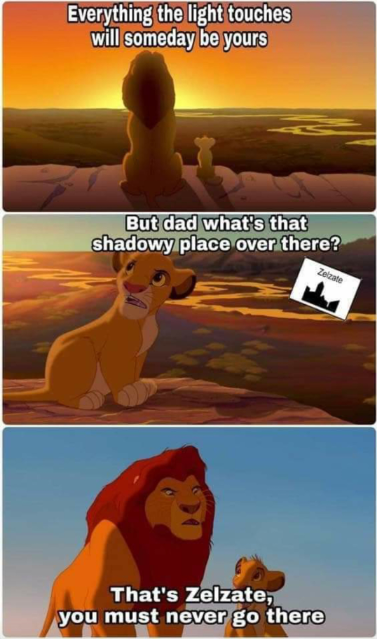 Everything the light touches
will someday be yours
But dad what's that
shadowy place over there?
Zelzate
That's Zelzate,
you must never go there